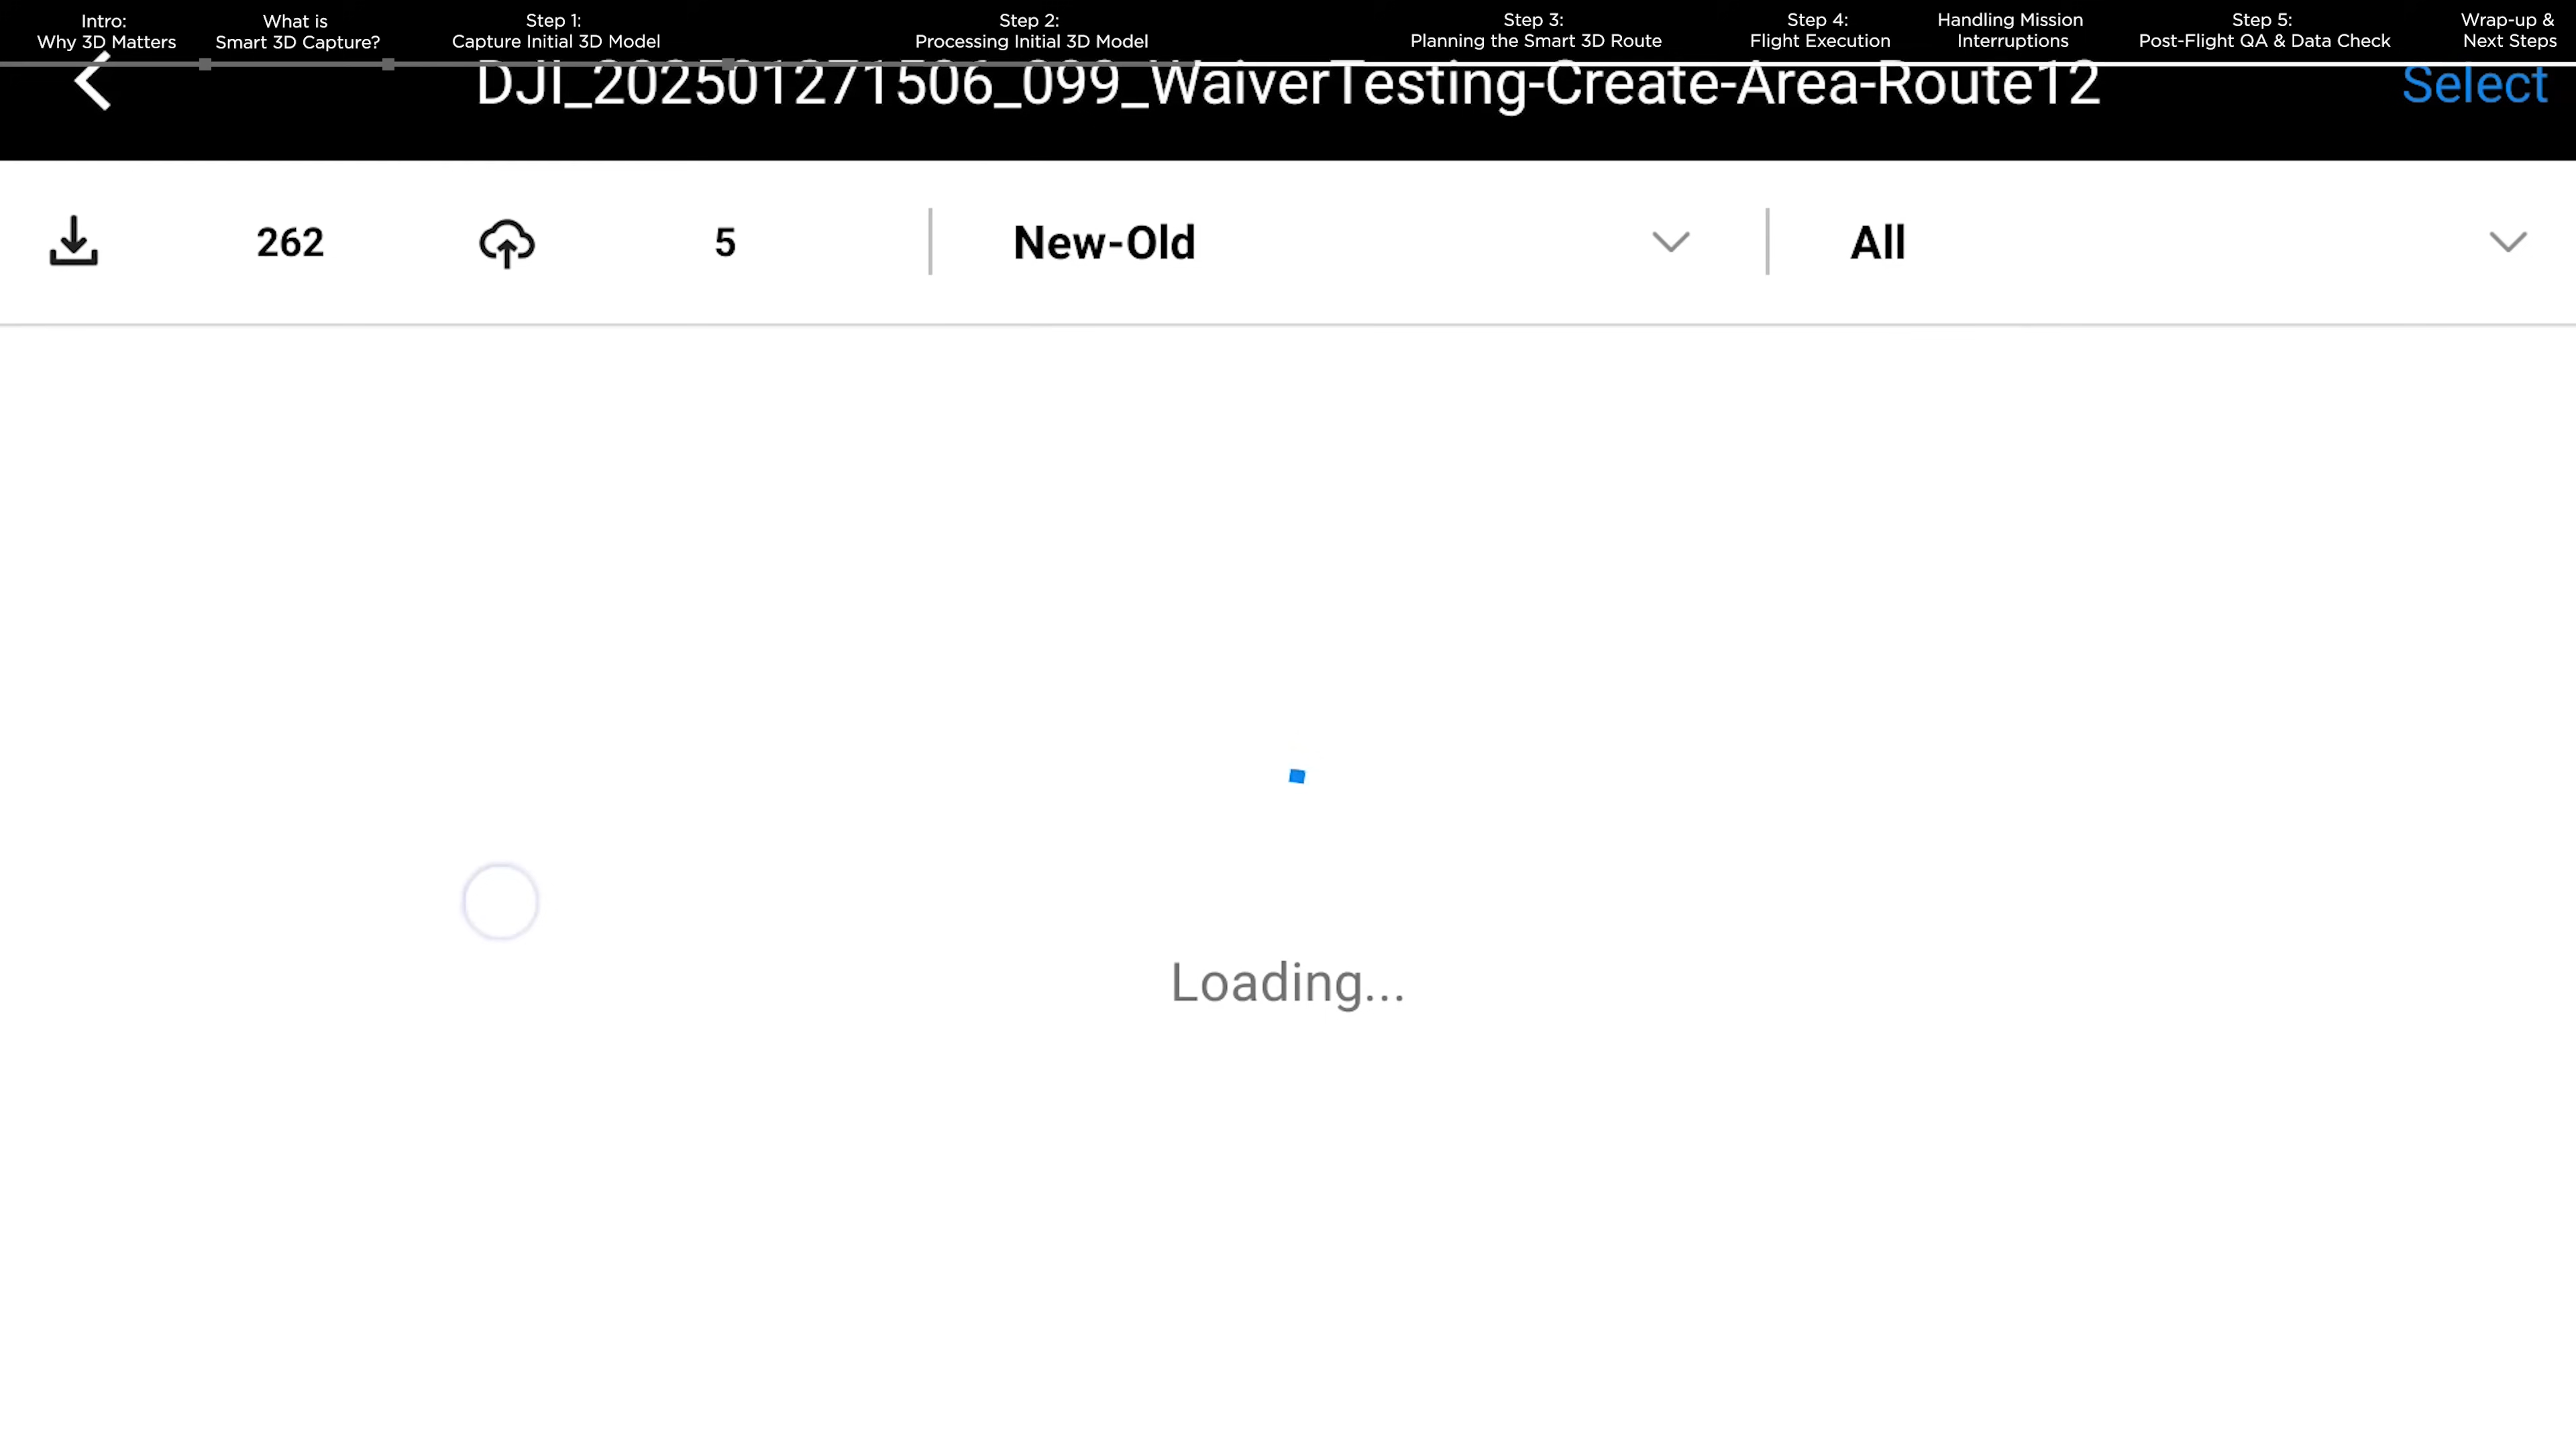 Intro:
Why 3D Matters
What is
Smart 3D Capture?
Step 1:
Capture Initial 3D Model
Step 2:
Processing Initial 3D Model
Step 3:
Planning the Smart 3D Route
Step 4:
Flight Execution
Handling Mission
Interruptions
Step 5:
Post-Flight QA & Data Check
Wrap-up &
Next Steps
DJI_202501271506_099_WaiverTesting-Create-Area-Route12
Select
262
5
New-Old
All
Loading...